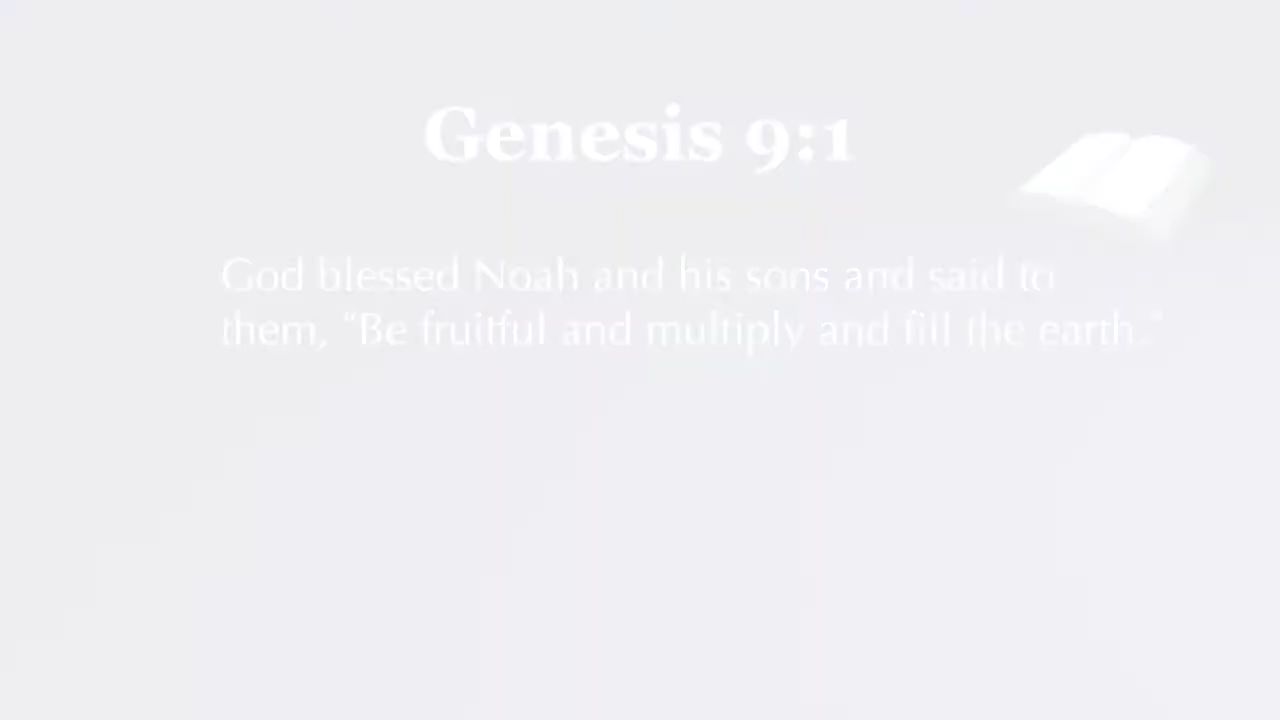 Genesis 9:1
God blessed Noah and his sons and said to
them, “Be fruitful and multiply and fill the earth.”